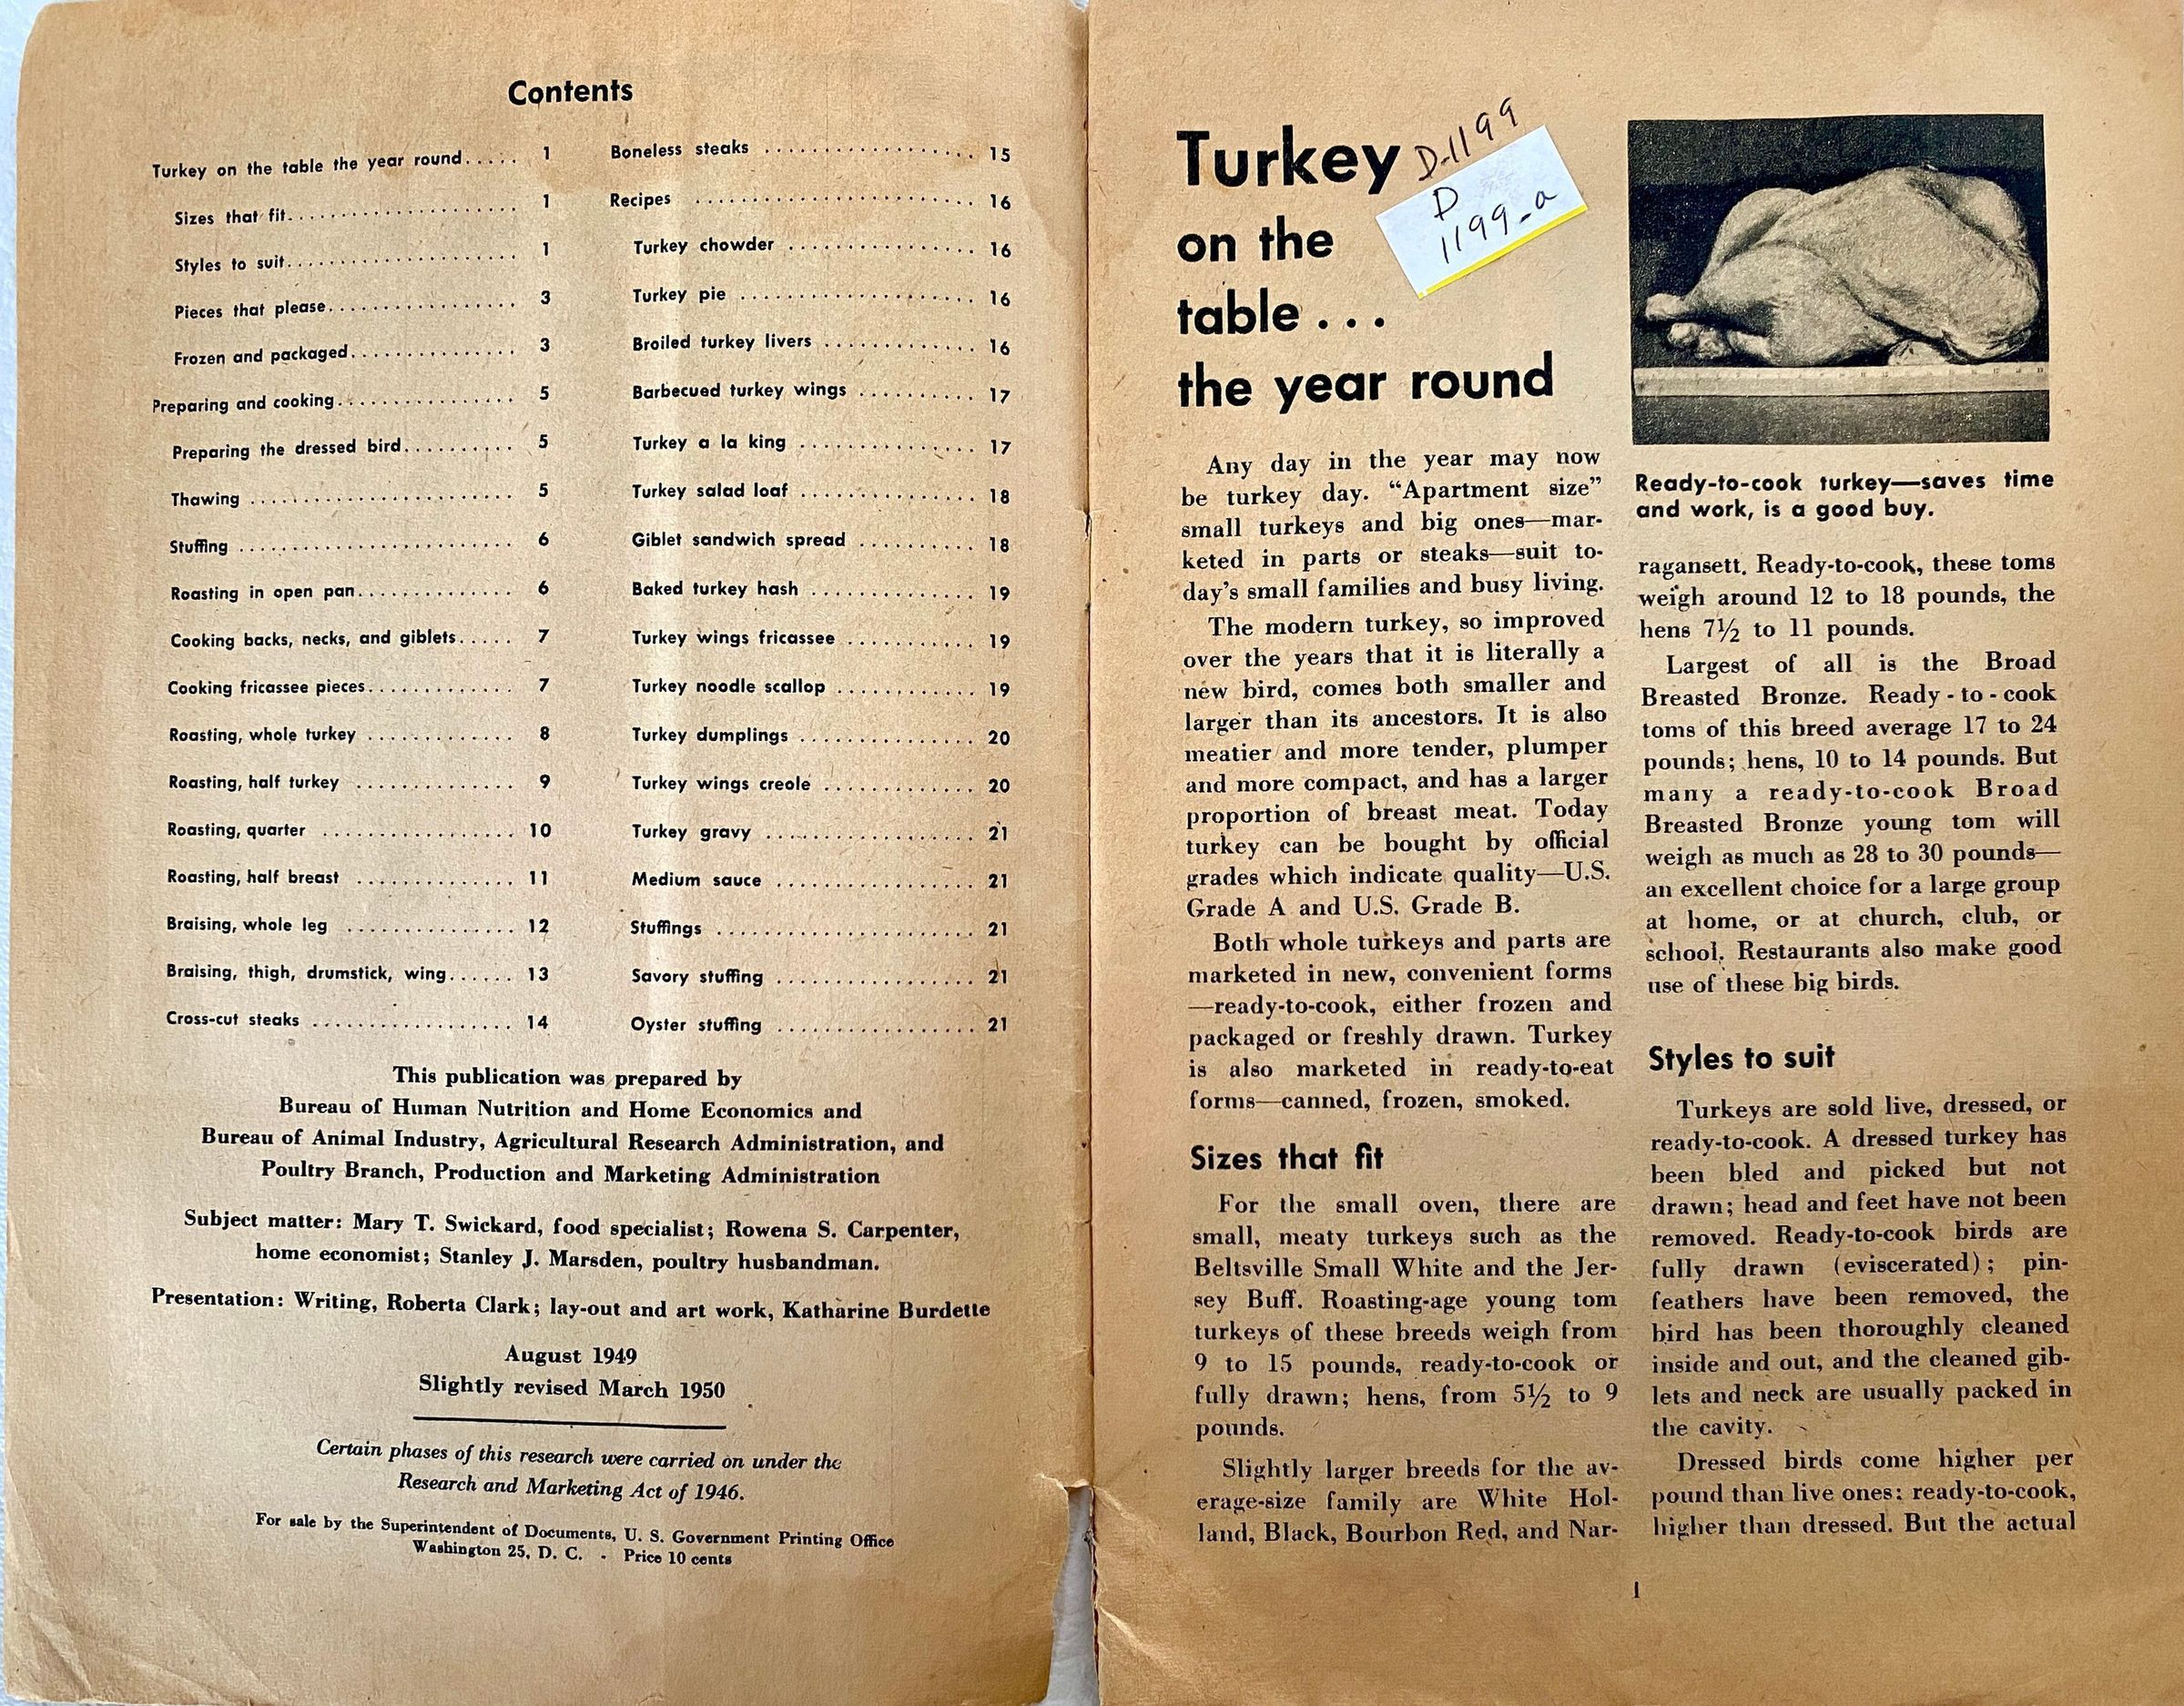 Contents
Turkey on the table the year round..... 1
Sizes that fit........................ 1
Styles to suit........................ 1
Pieces that please.................... 3
Frozen and packaged.................. 3
Preparing and cooking.................. 5
Preparing the dressed bird........... 5
Thawing ............................ 5
Stuffing ............................ 6
Roasting in open pan................. 6
Cooking backs, necks, and giblets..... 7
Cooking fricassee pieces.............. 7
Roasting, whole turkey ............... 8
Roasting, half turkey ................ 9
Roasting, quarter ................... 10
Roasting, half breast ................ 11
Braising, whole leg ................. 12
Braising, thigh, drumstick, wing...... 13
Cross-cut steaks .................... 14
Boneless steaks ...................... 15
Recipes ............................. 16
Turkey chowder .................... 16
Turkey pie ......................... 16
Broiled turkey livers ................ 16
Barbecued turkey wings ............ 17
Turkey a la king ................... 17
Turkey salad loaf ................... 18
Giblet sandwich spread ............. 18
Baked turkey hash .................. 19
Turkey wings fricassee .............. 19
Turkey noodle scallop ............... 19
Turkey dumplings ................... 20
Turkey wings creole ................. 20
Turkey gravy ....................... 21
Medium sauce ..................... 21
Stuffings ............................ 21
Savory stuffing ..................... 21
Oyster stuffing ..................... 21
This publication was prepared by
Bureau of Human Nutrition and Home Economics and
Bureau of Animal Industry, Agricultural Research Administration, and
Poultry Branch, Production and Marketing Administration
Subject matter: Mary T. Swickard, food specialist; Rowena S. Carpenter,
home economist; Stanley J. Marsden, poultry husbandman.
Presentation: Writing, Roberta Clark; lay-out and art work, Katharine Burdette
August 1949
Slightly revised March 1950
Certain phases of this research were carried on under the
Research and Marketing Act of 1946.
For sale by the Superintendent of Documents, U. S. Government Printing Office
Washington 25, D. C. - Price 10 cents
Turkey
on the
table...
the year round
D-1199
D
1199-a
Any day in the year may now
be turkey day. “Apartment size”
small turkeys and big ones—mar-
keted in parts or steaks—suit to-
day's small families and busy living.
The modern turkey, so improved
over the years that it is literally a
new bird, comes both smaller and
larger than its ancestors. It is also
meatier and more tender, plumper
and more compact, and has a larger
proportion of breast meat. Today
turkey can be bought by official
grades which indicate quality—U.S.
Grade A and U.S. Grade B.
Both whole turkeys and parts are
marketed in new, convenient forms
—ready-to-cook, either frozen and
packaged or freshly drawn. Turkey
is also marketed in ready-to-eat
forms—canned, frozen, smoked.
Sizes that fit
For the small oven, there are
small, meaty turkeys such as the
Beltsville Small White and the Jer-
sey Buff. Roasting-age young tom
turkeys of these breeds weigh from
9 to 15 pounds, ready-to-cook or
fully drawn; hens, from 5½ to 9
pounds.
Slightly larger breeds for the av-
erage-size family are White Hol-
land, Black, Bourbon Red, and Nar-
Ready-to-cook turkey—saves time
and work, is a good buy.
ragansett. Ready-to-cook, these toms
weigh around 12 to 18 pounds, the
hens 7½ to 11 pounds.
Largest of all is the Broad
Breasted Bronze. Ready-to-cook
toms of this breed average 17 to 24
pounds; hens, 10 to 14 pounds. But
many a ready-to-cook Broad
Breasted Bronze young tom will
weigh as much as 28 to 30 pounds—
an excellent choice for a large group
at home, or at church, club, or
school. Restaurants also make good
use of these big birds.
Styles to suit
Turkeys are sold live, dressed, or
ready-to-cook. A dressed turkey has
been bled and picked but not
drawn; head and feet have not been
removed. Ready-to-cook birds are
fully drawn (eviscerated); pin-
feathers have been removed, the
bird has been thoroughly cleaned
inside and out, and the cleaned gib-
lets and neck are usually packed in
the cavity.
Dressed birds come higher per
pound than live ones: ready-to-cook,
higher than dressed. But the actual
1